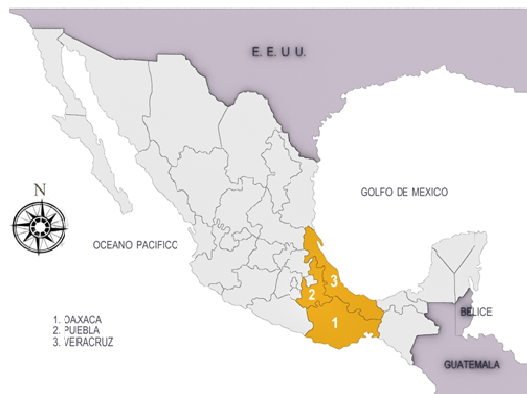 E. E. U U.
GOLFO DE MEXICO
N
OCEANO PACIFICO
3
2
1
1. OAXACA
2. PUEBLA
3. VERACRUZ
BELICE
GUATEMALA